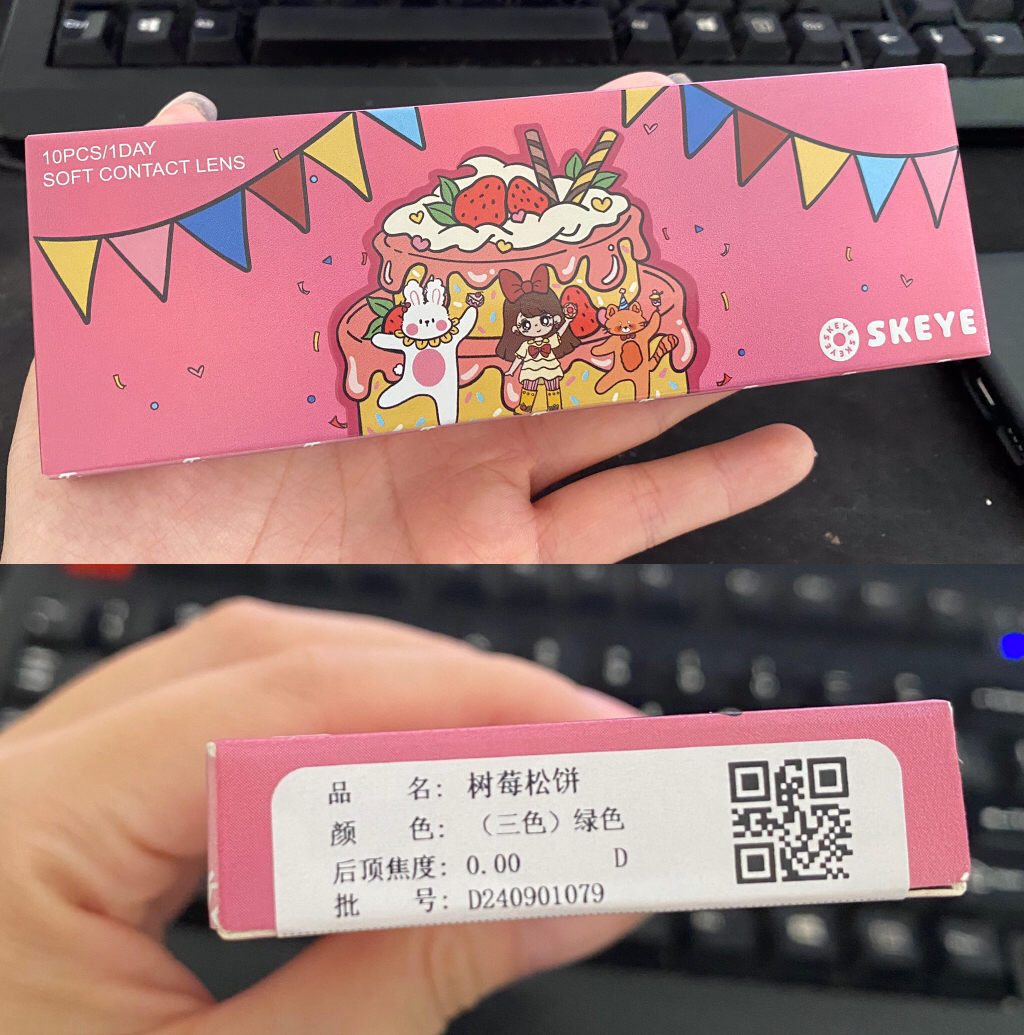 10PCS/1DAY
SOFT CONTACT LENS
SKEYE
品 名: 树莓松饼
颜 色: （三色）绿色
后顶焦度: 0.00 D
批 号: D240901079